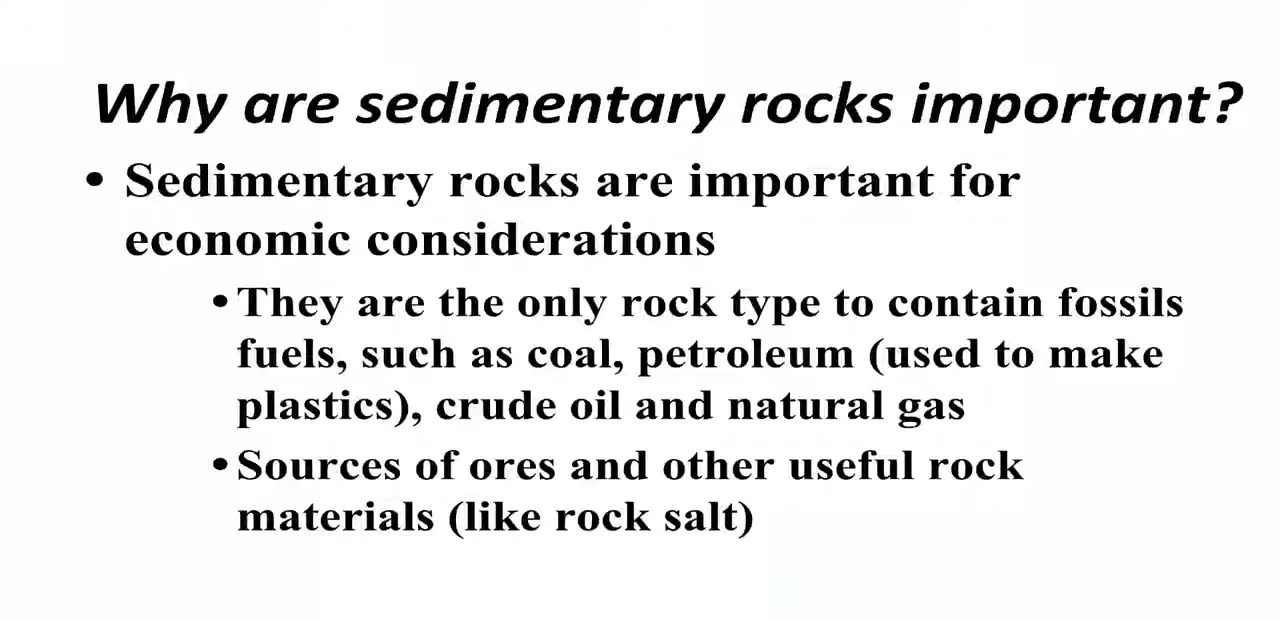 Why are sedimentary rocks important?
• Sedimentary rocks are important for
economic considerations
• They are the only rock type to contain fossils
fuels, such as coal, petroleum (used to make
plastics), crude oil and natural gas
• Sources of ores and other useful rock
materials (like rock salt)